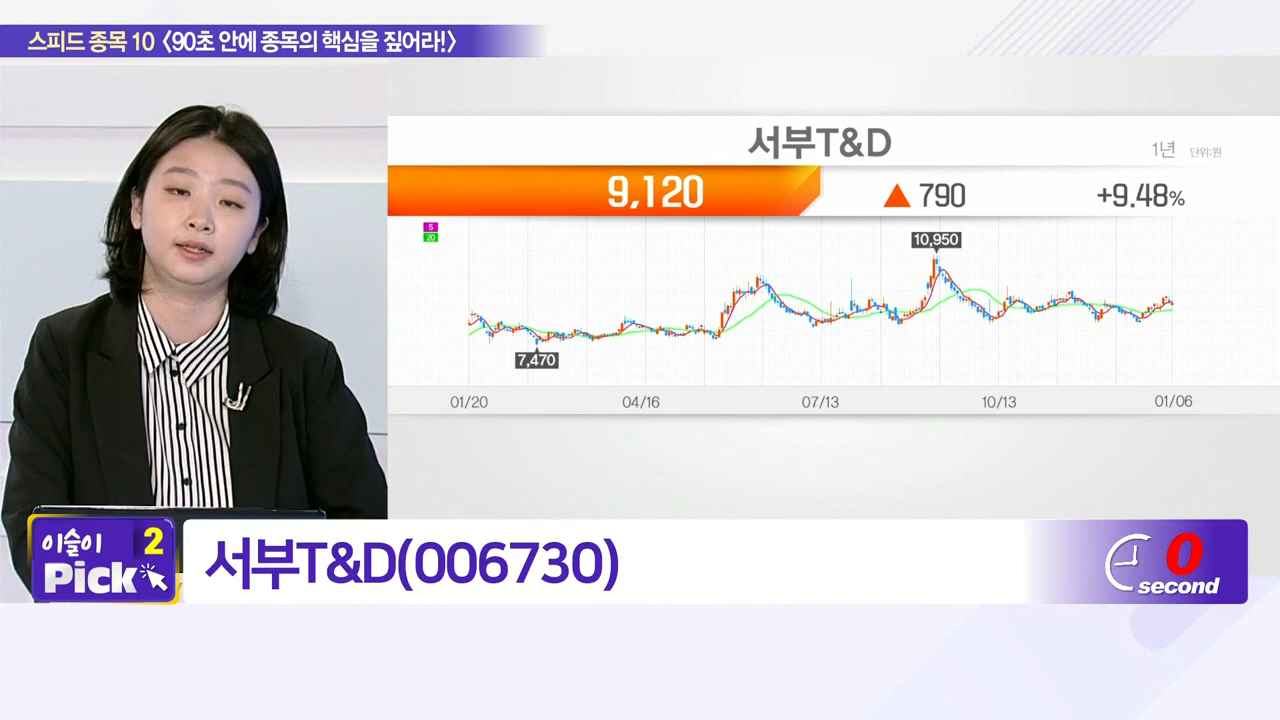 스피드 종목 10 〈90초 안에 종목의 핵심을 짚어라!〉
서부T&D
1년 단위:원
9,120 ▲ 790 +9.48%
5
20
10,950
7,470
01/20 04/16 07/13 10/13 01/06
이슬이 2
Pick
서부T&D(006730)
0
second